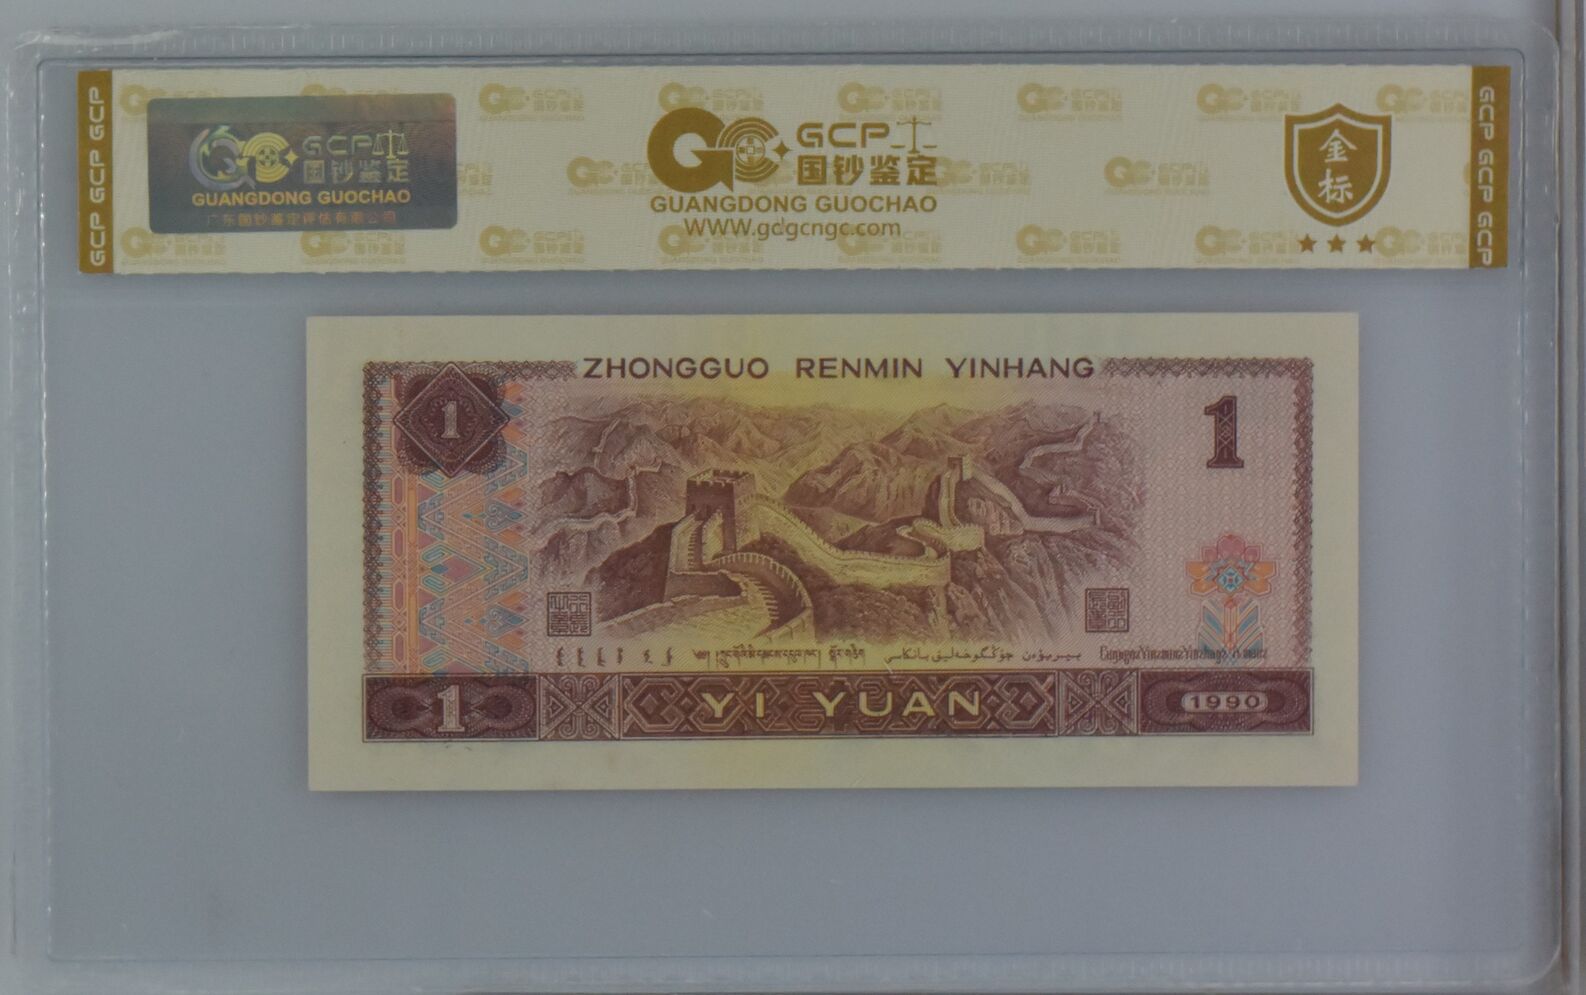 GCP GCP GCP
GCP
国钞鉴定
GUANGDONG GUOCHAO
广东国钞鉴定评估有限公司
GCP
国钞鉴定
GUANGDONG GUOCHAO
WWW.gdgcngc.com
金标
GCP GCP GCP
ZHONGGUO RENMIN YINHANG
1
1
1
YI YUAN
1990